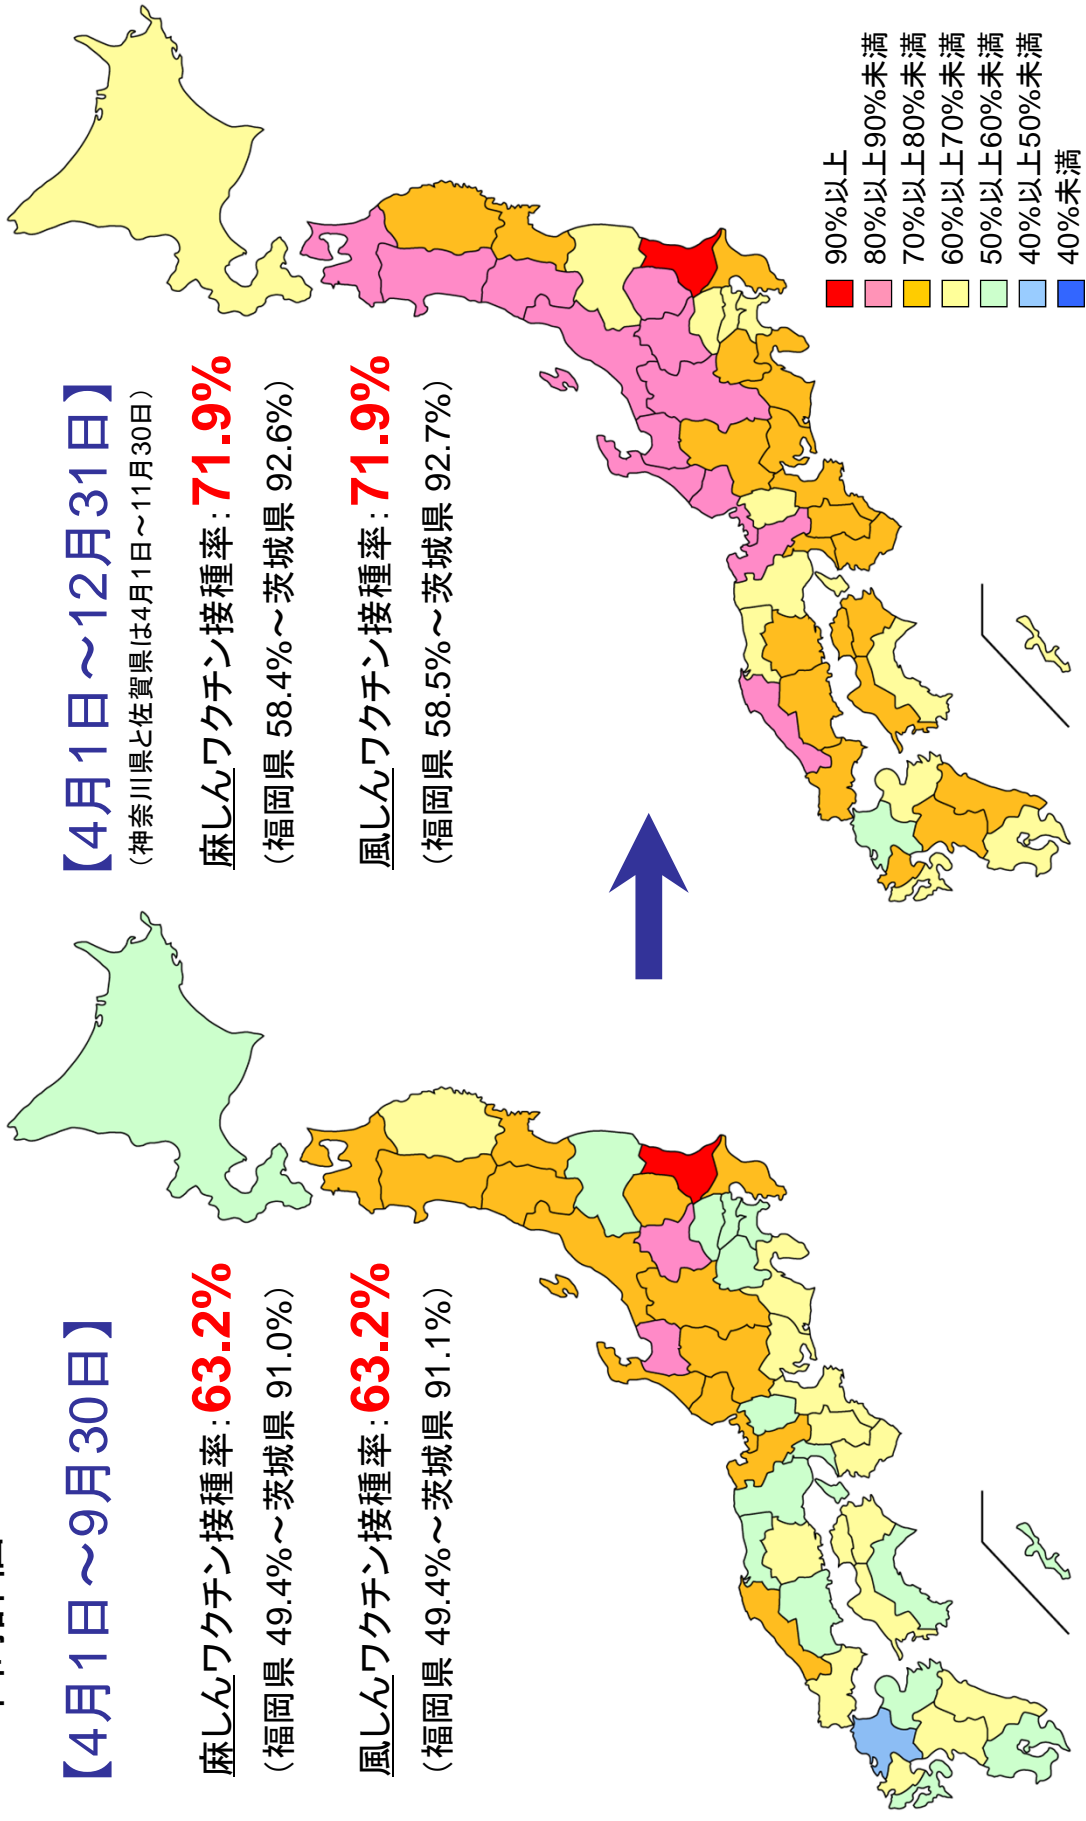 【4月1日～9月30日】
麻しんワクチン接種率：63.2%
（福岡県 49.4%～茨城県 91.0%）
風しんワクチン接種率：63.2%
（福岡県 49.4%～茨城県 91.1%）
【4月1日～12月31日】
（神奈川県と佐賀県は4月1日～11月30日）
麻しんワクチン接種率：71.9%
（福岡県 58.4%～茨城県 92.6%）
風しんワクチン接種率：71.9%
（福岡県 58.5%～茨城県 92.7%）
90%以上
80%以上90%未満
70%以上80%未満
60%以上70%未満
50%以上60%未満
40%以上50%未満
40%未満